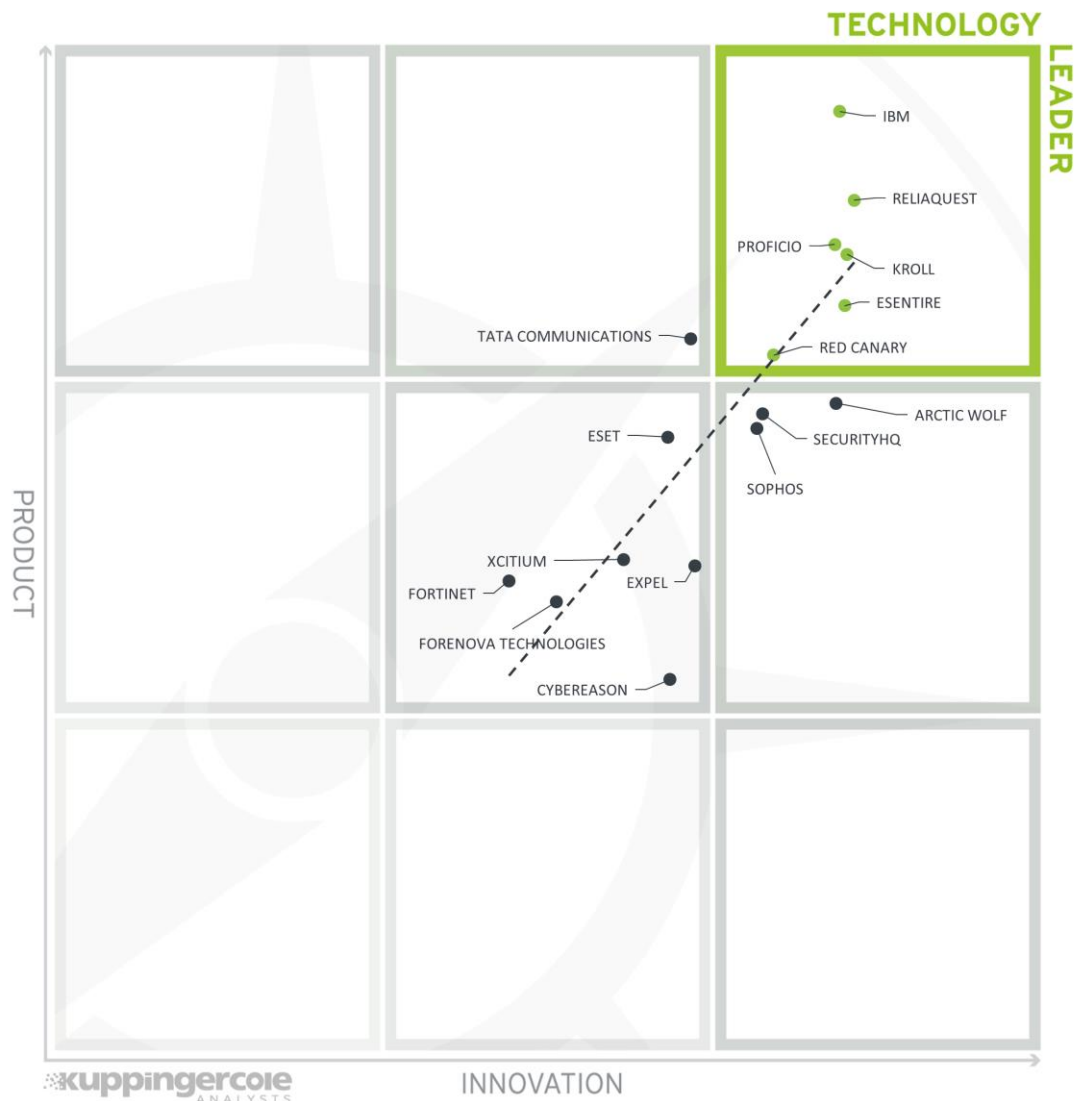 TECHNOLOGY
LEADER
IBM
RELIAQUEST
PROFICIO
KROLL
ESENTIRE
TATA COMMUNICATIONS
RED CANARY
ARCTIC WOLF
ESET
SECURITYHQ
SOPHOS
PRODUCT
XCITIUM
EXPEL
FORTINET
FORENOVA TECHNOLOGIES
CYBEREASON
kuppingercole
ANALYSTS
INNOVATION